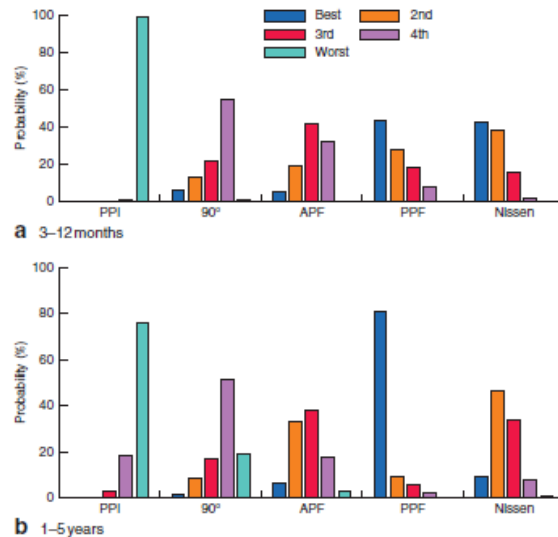 Best 2nd
3rd 4th
Worst
100
80
60
40
20
0
Probability (%)
PPI 90° APF PPF Nissen
a 3–12 months
100
80
60
40
20
0
Probability (%)
PPI 90° APF PPF Nissen
b 1–5 years